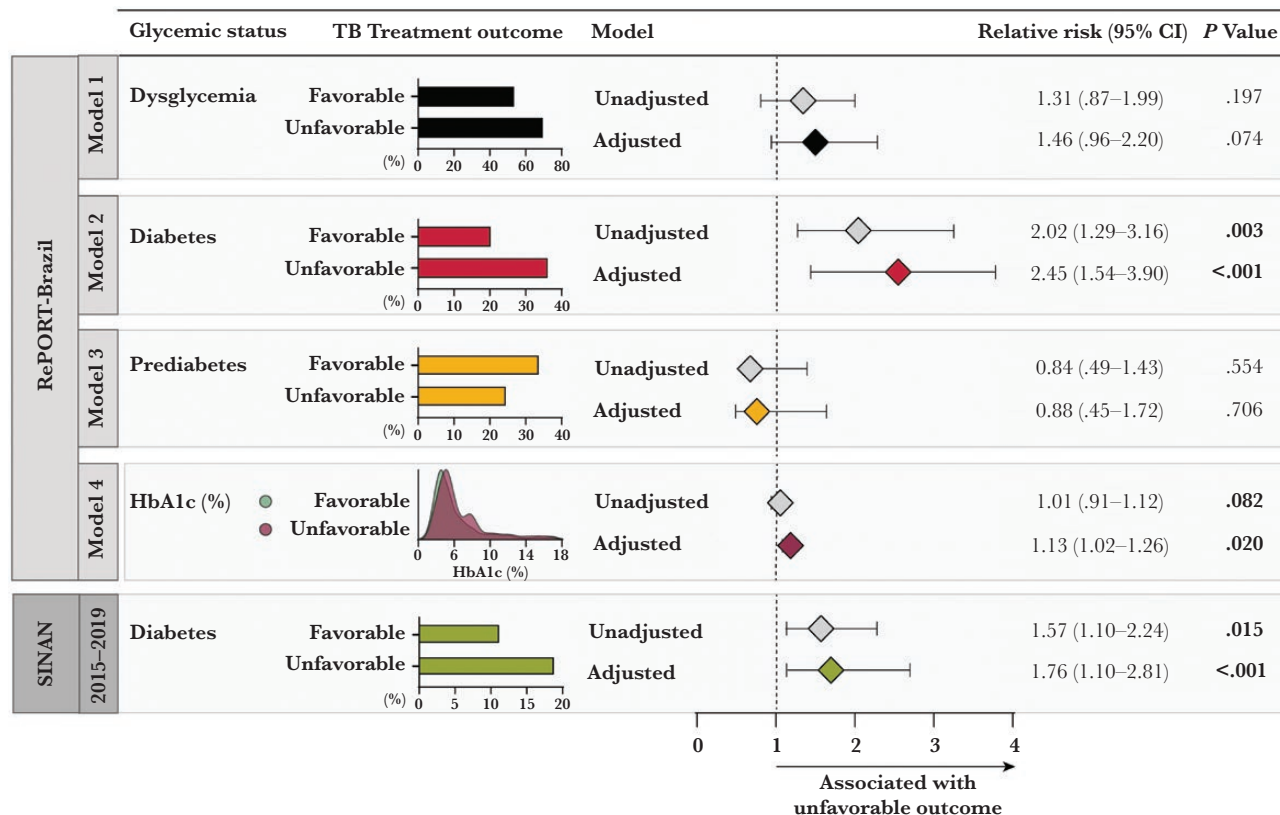 Glycemic status TB Treatment outcome Model Relative risk (95% CI) P Value
RePORT-Brazil
Model 1
Dysglycemia Favorable Unadjusted 1.31 (.87–1.99) .197
Unfavorable Adjusted 1.46 (.96–2.20) .074
(%) 0 20 40 60 80
Model 2
Diabetes Favorable Unadjusted 2.02 (1.29–3.16) .003
Unfavorable Adjusted 2.45 (1.54–3.90) <.001
(%) 0 10 20 30 40
Model 3
Prediabetes Favorable Unadjusted 0.84 (.49–1.43) .554
Unfavorable Adjusted 0.88 (.45–1.72) .706
(%) 0 10 20 30 40
Model 4
HbA1c (%) Favorable Unadjusted 1.01 (.91–1.12) .082
Unfavorable Adjusted 1.13 (1.02–1.26) .020
0 6 10 14 18
HbA1c (%)
SINAN
2015–2019
Diabetes Favorable Unadjusted 1.57 (1.10–2.24) .015
Unfavorable Adjusted 1.76 (1.10–2.81) <.001
(%) 0 5 10 15 20
0 1 2 3 4
Associated with
unfavorable outcome